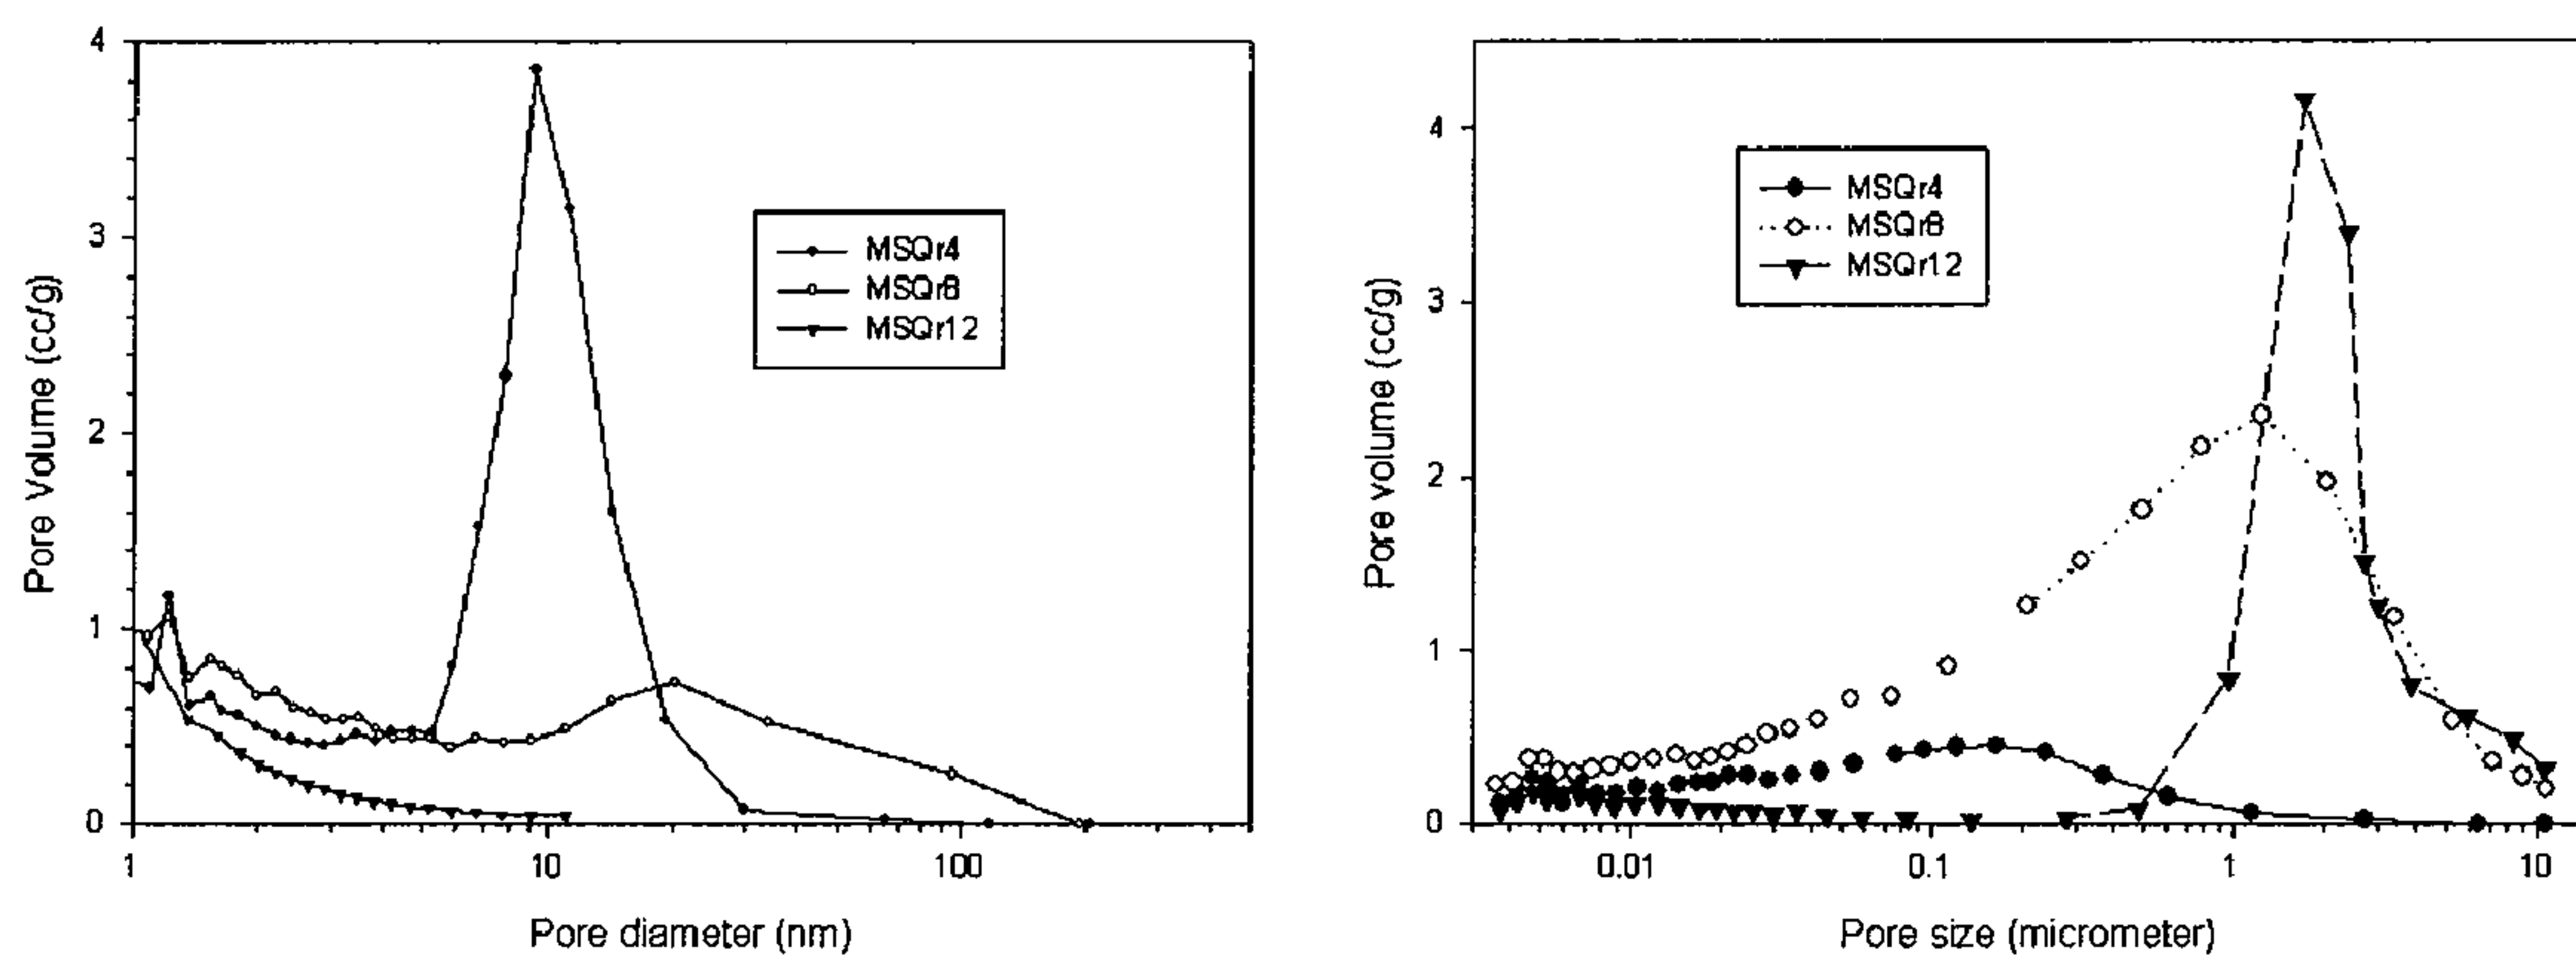 4
3
2
1
0
Pore Volume (cc/g)
MSQr4
MSQr8
MSQr12
1
10
100
Pore diameter (nm)
4
3
2
1
0
Pore volume (cc/g)
MSQr4
MSQr8
MSQr12
0.01
0.1
1
10
Pore size (micrometer)